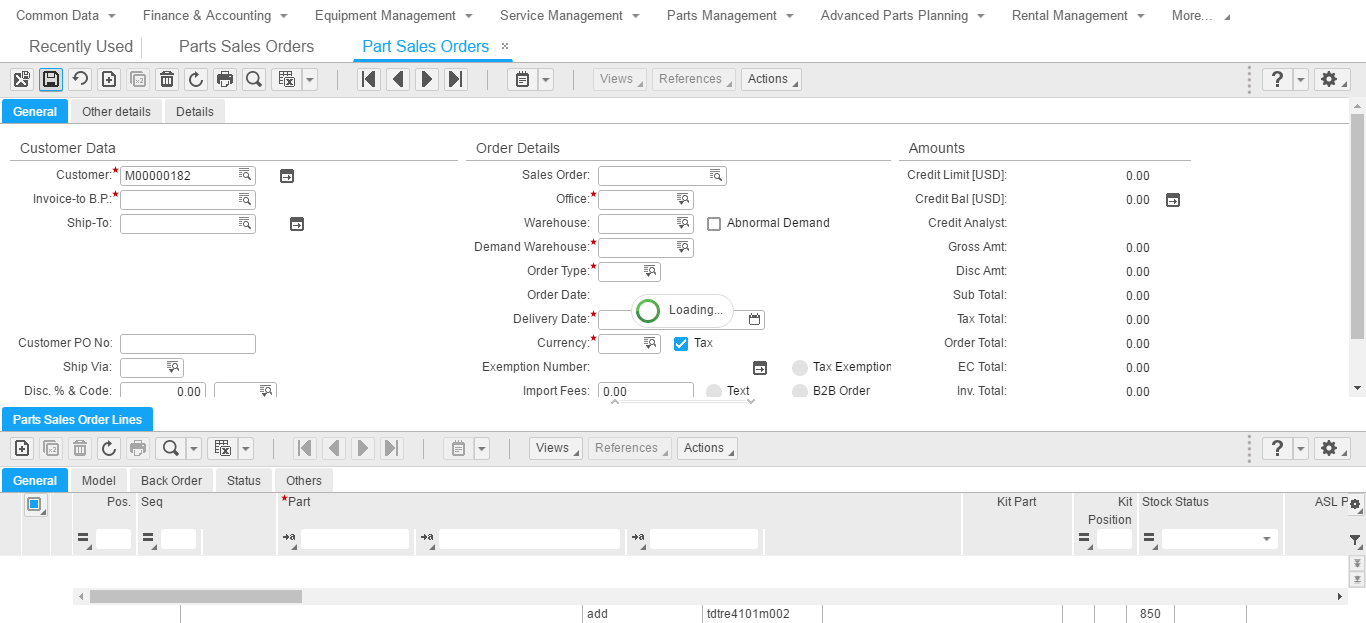 Common Data Finance & Accounting Equipment Management Service Management Parts Management Advanced Parts Planning Rental Management More...
Recently Used Parts Sales Orders Part Sales Orders ×
Views References Actions ?
General Other details Details
Customer Data Order Details Amounts
Customer:* M00000182 Sales Order: Credit Limit [USD]: 0.00
Invoice-to B.P.:* Office:* Credit Bal [USD]: 0.00
Ship-To: Warehouse: Abnormal Demand Credit Analyst:
Demand Warehouse:* Gross Amt: 0.00
Order Type:* Disc Amt: 0.00
Order Date: Sub Total: 0.00
Loading...
Delivery Date:* Tax Total: 0.00
Customer PO No: Currency:* Tax Order Total: 0.00
Ship Via: Exemption Number: Tax Exemption EC Total: 0.00
Disc. % & Code: 0.00 Import Fees: 0.00 Text B2B Order Inv. Total: 0.00
Parts Sales Order Lines
Views References Actions ?
General Model Back Order Status Others
Pos. Seq *Part Kit Part Kit Position Stock Status ASL P
add tdtre4101m002 850